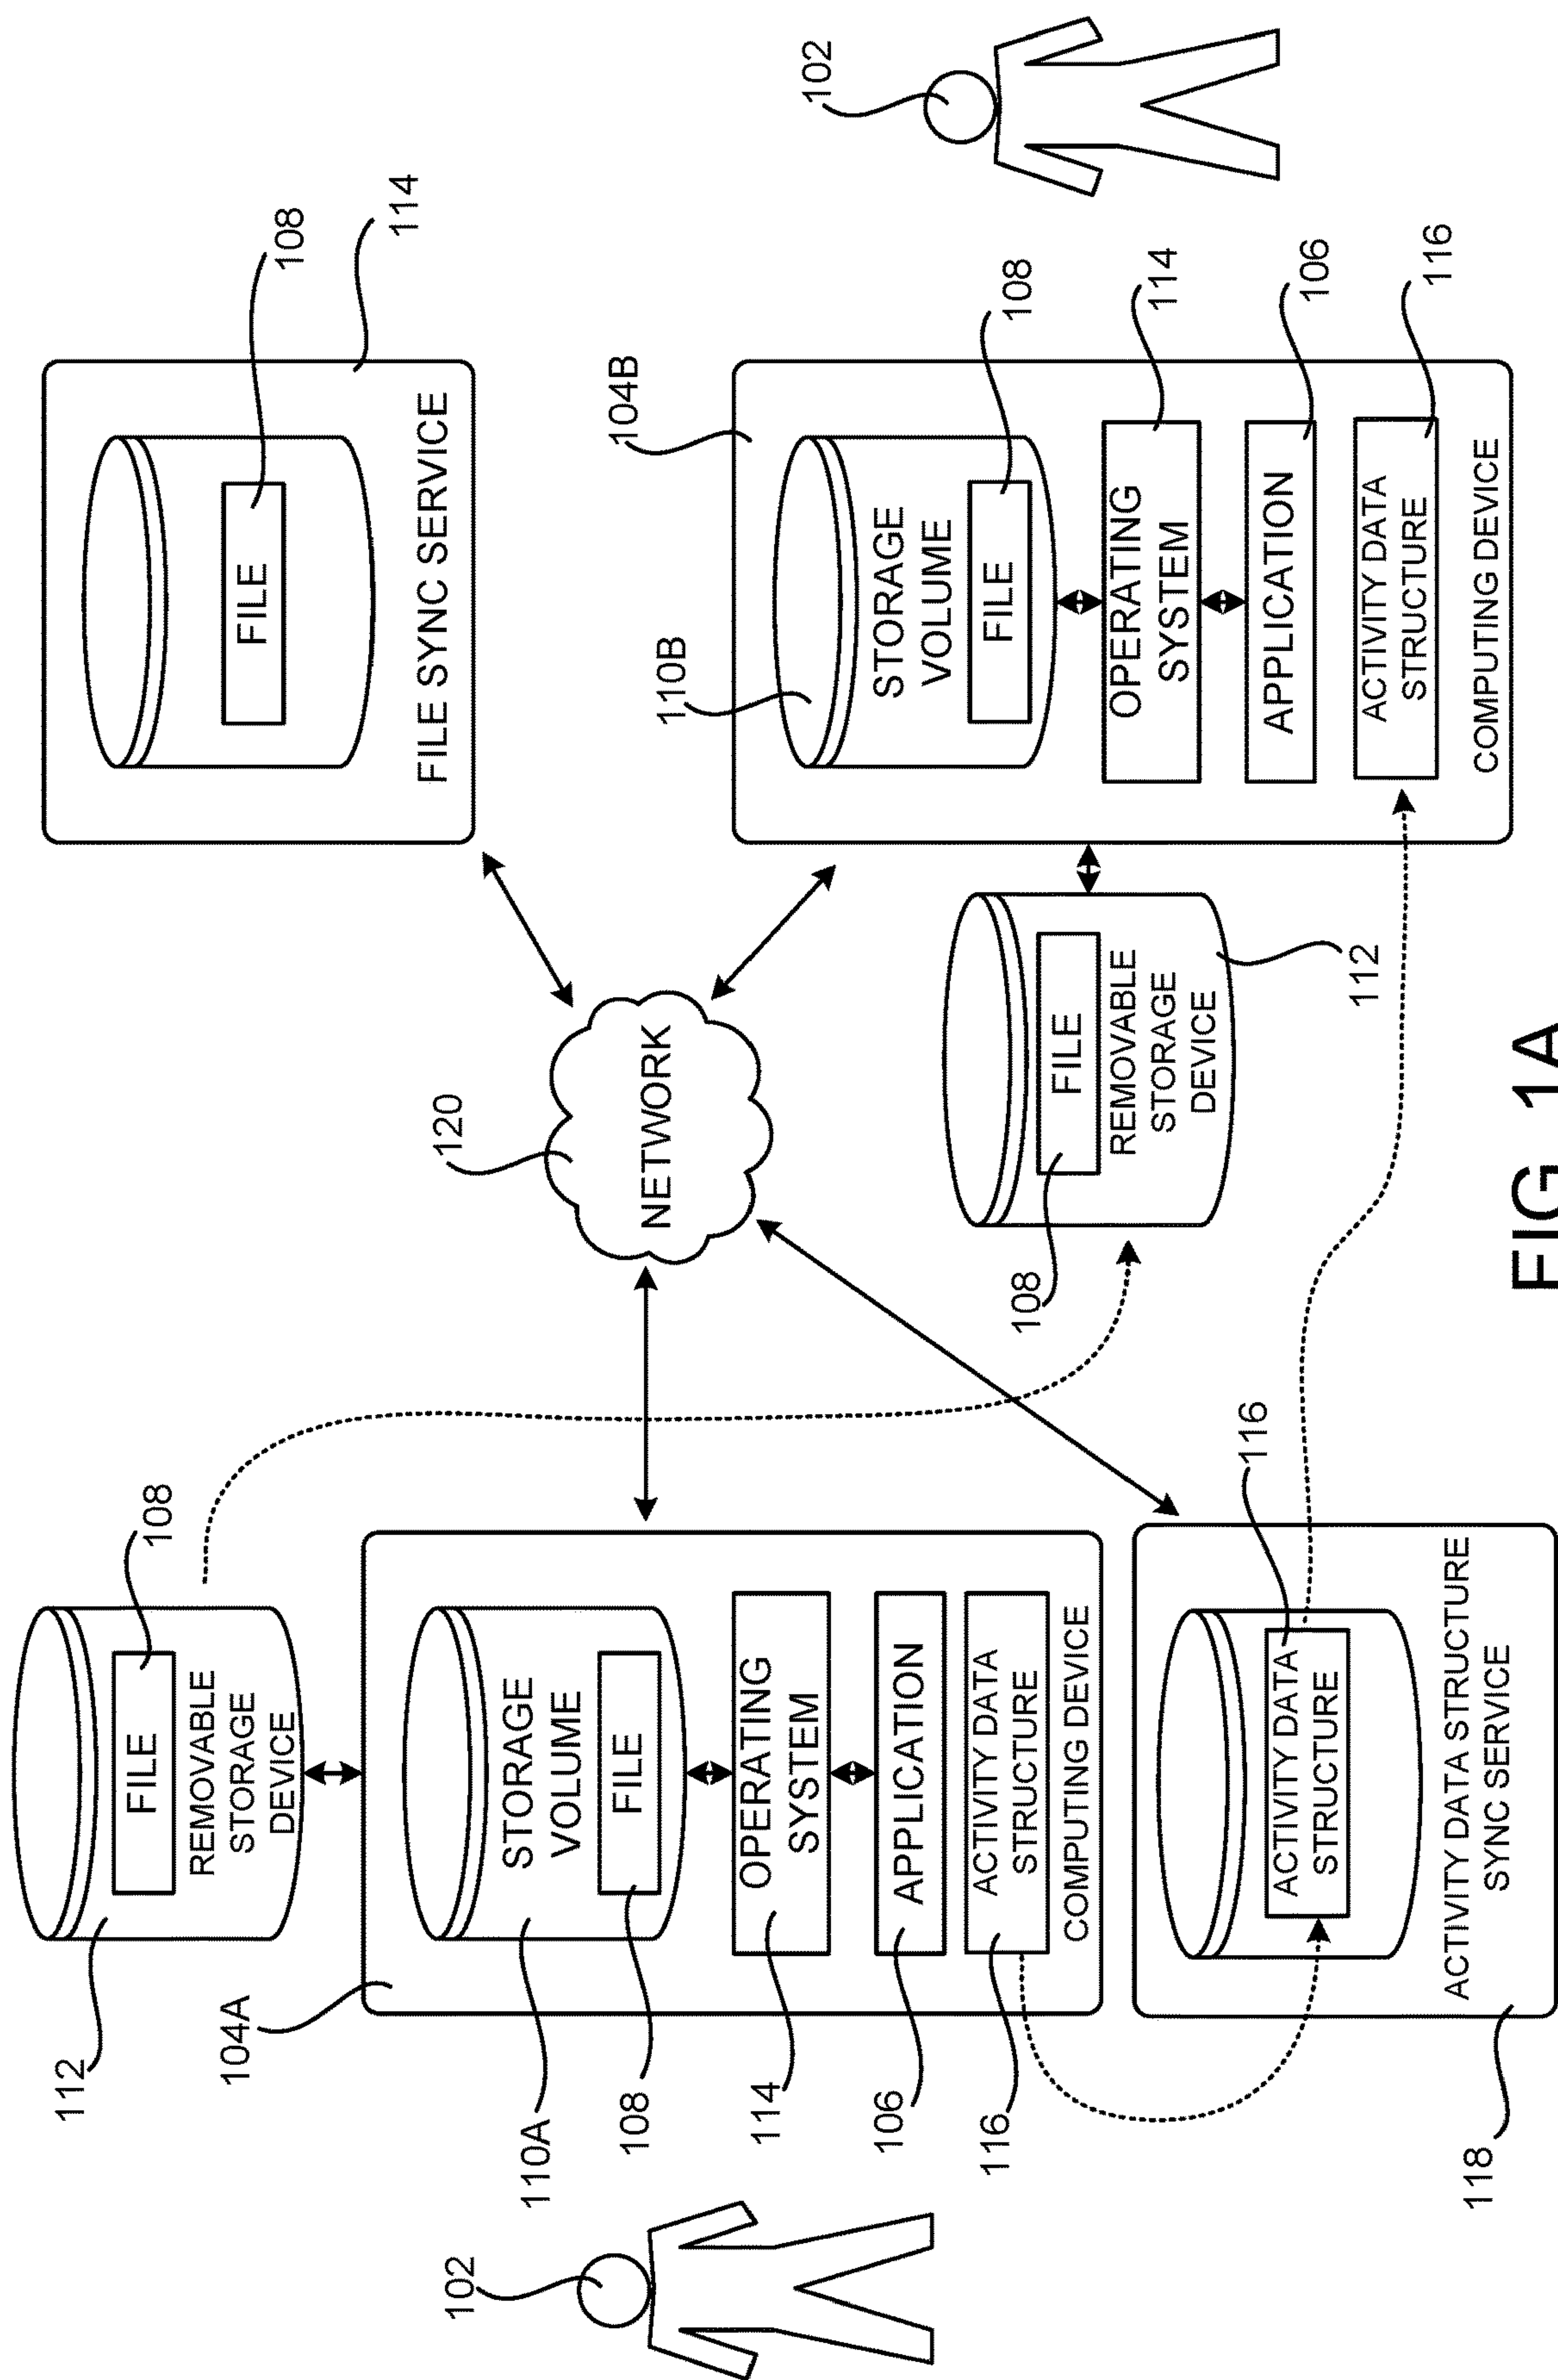 112
108
FILE
REMOVABLE
STORAGE
DEVICE
104A
102
110A
STORAGE
VOLUME
108
FILE
114
OPERATING
SYSTEM
106
APPLICATION
116
ACTIVITY DATA
STRUCTURE
COMPUTING DEVICE
116
ACTIVITY DATA
STRUCTURE
ACTIVITY DATA STRUCTURE
SYNC SERVICE
118
120
NETWORK
108
FILE
FILE SYNC SERVICE
114
104B
110B
STORAGE
VOLUME
108
FILE
114
OPERATING
SYSTEM
106
APPLICATION
116
ACTIVITY DATA
STRUCTURE
COMPUTING DEVICE
102
108
FILE
REMOVABLE
STORAGE
DEVICE
112
FIG. 1A